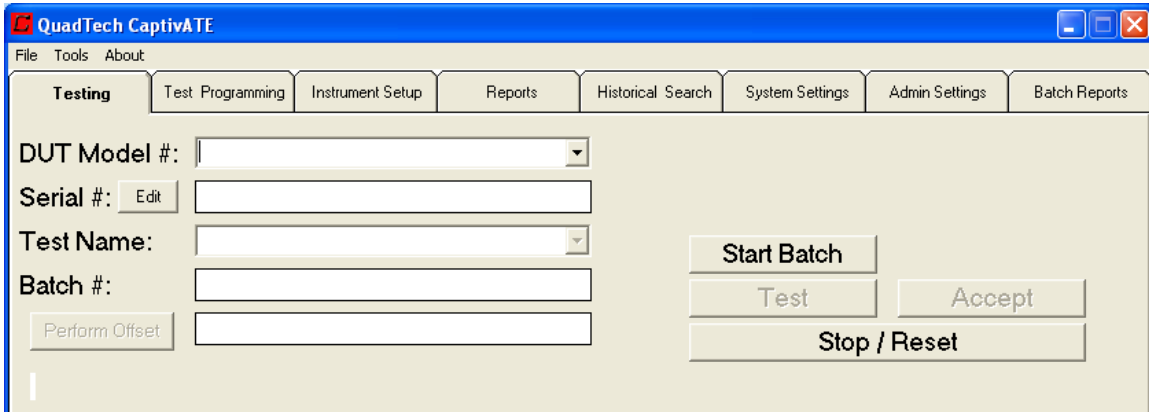 QuadTech CaptivATE
File Tools About
Testing Test Programming Instrument Setup Reports Historical Search System Settings Admin Settings Batch Reports
DUT Model #:
Serial #: Edit
Test Name:
Start Batch
Batch #:
Test Accept
Perform Offset
Stop / Reset